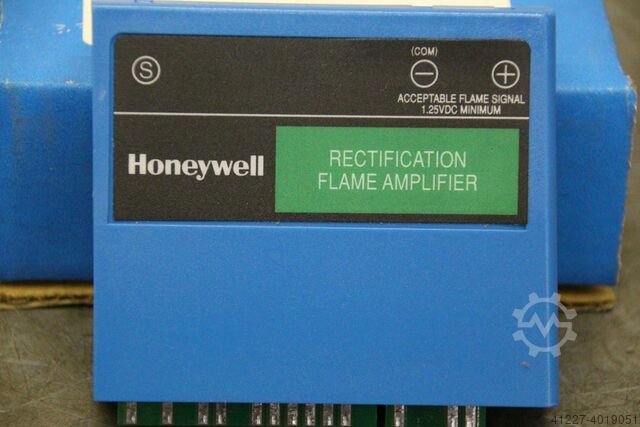 (COM)
S
− +
ACCEPTABLE FLAME SIGNAL
1.25VDC MINIMUM
Honeywell
RECTIFICATION
FLAME AMPLIFIER
41227-4019051